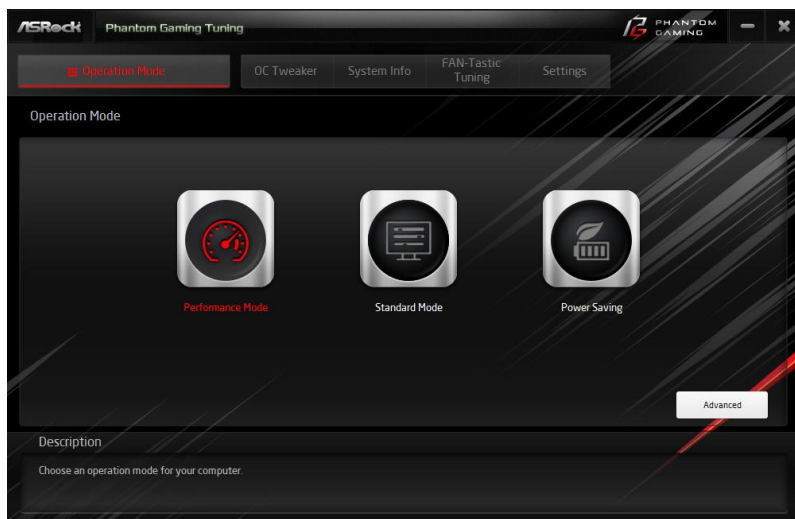 ASRock
Phantom Gaming Tuning
PHANTOM
GAMING
Operation Mode
OC Tweaker
System Info
FAN-Tastic
Tuning
Settings
Operation Mode
Performance Mode
Standard Mode
Power Saving
Advanced
Description
Choose an operation mode for your computer.